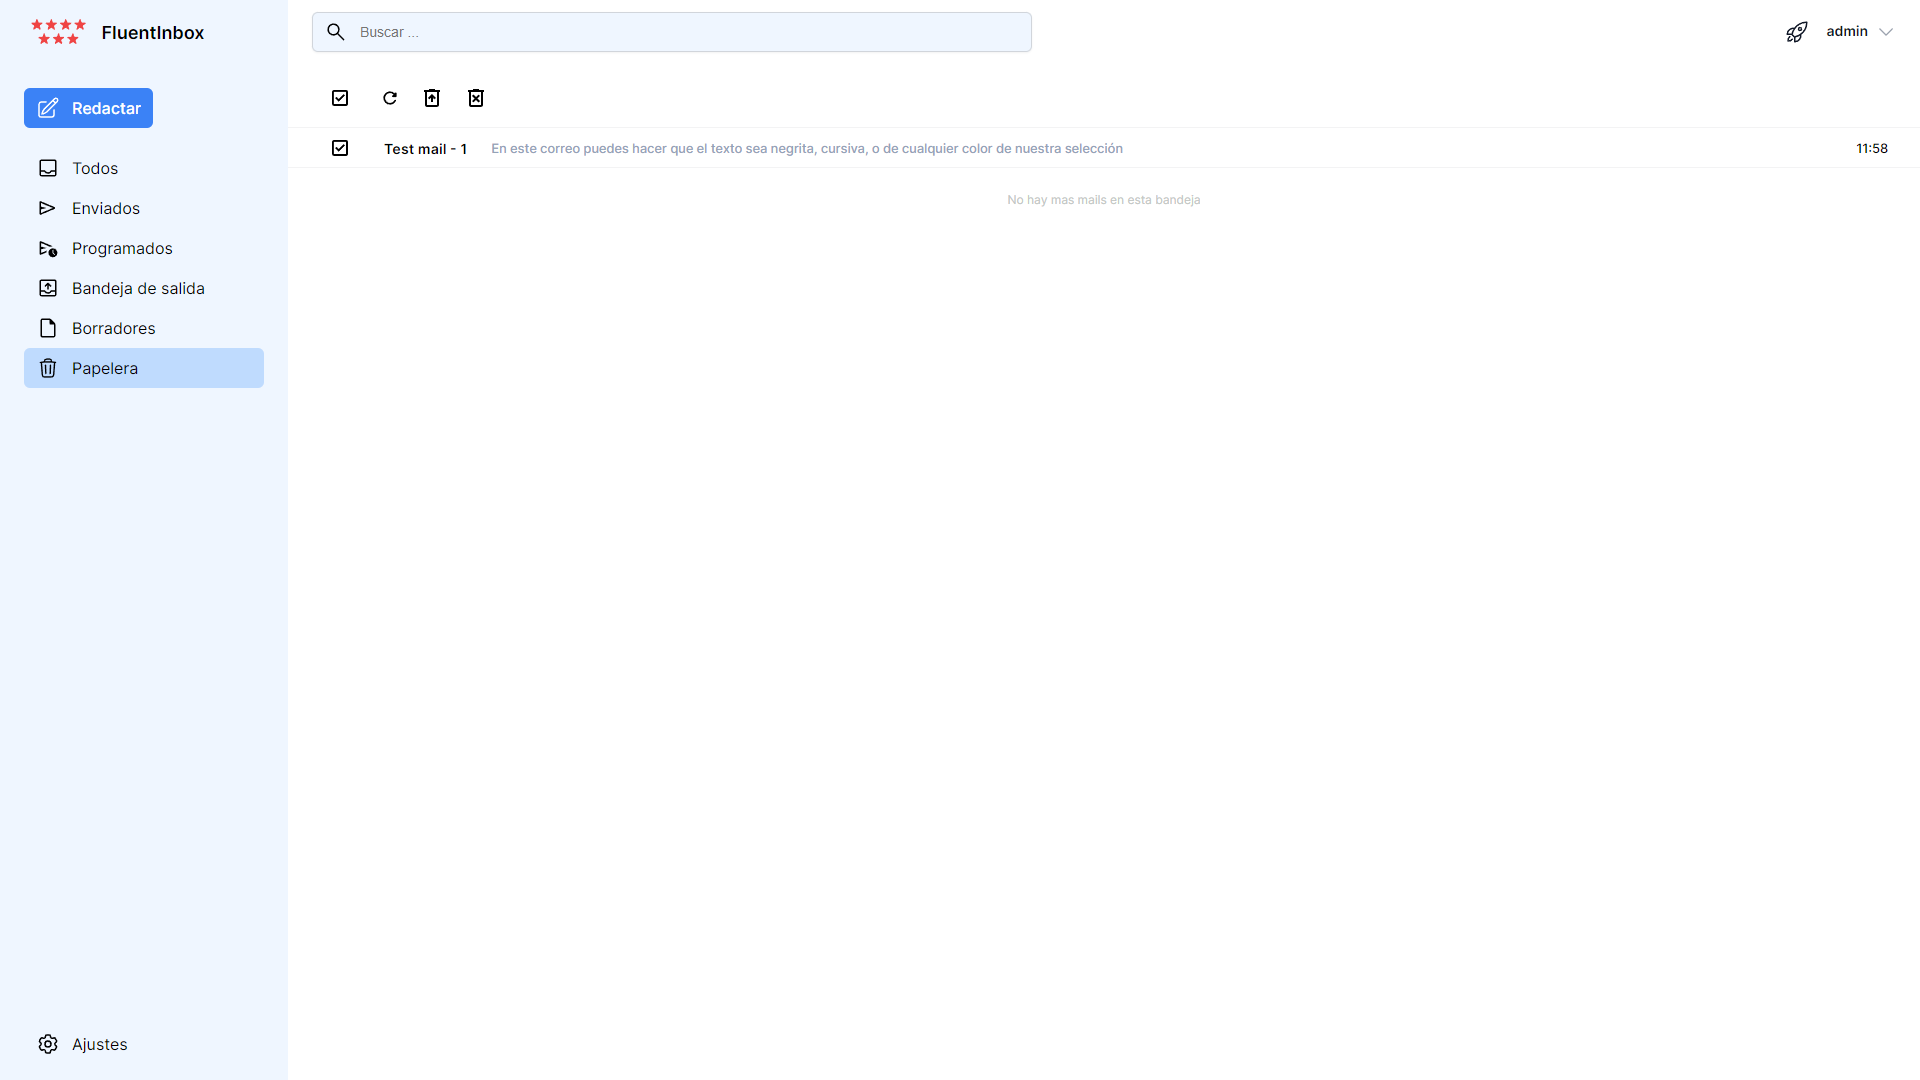 FluentInbox
Buscar ...
admin
Redactar
Todos
Enviados
Programados
Bandeja de salida
Borradores
Papelera
Test mail - 1 En este correo puedes hacer que el texto sea negrita, cursiva, o de cualquier color de nuestra selección 11:58
No hay mas mails en esta bandeja
Ajustes